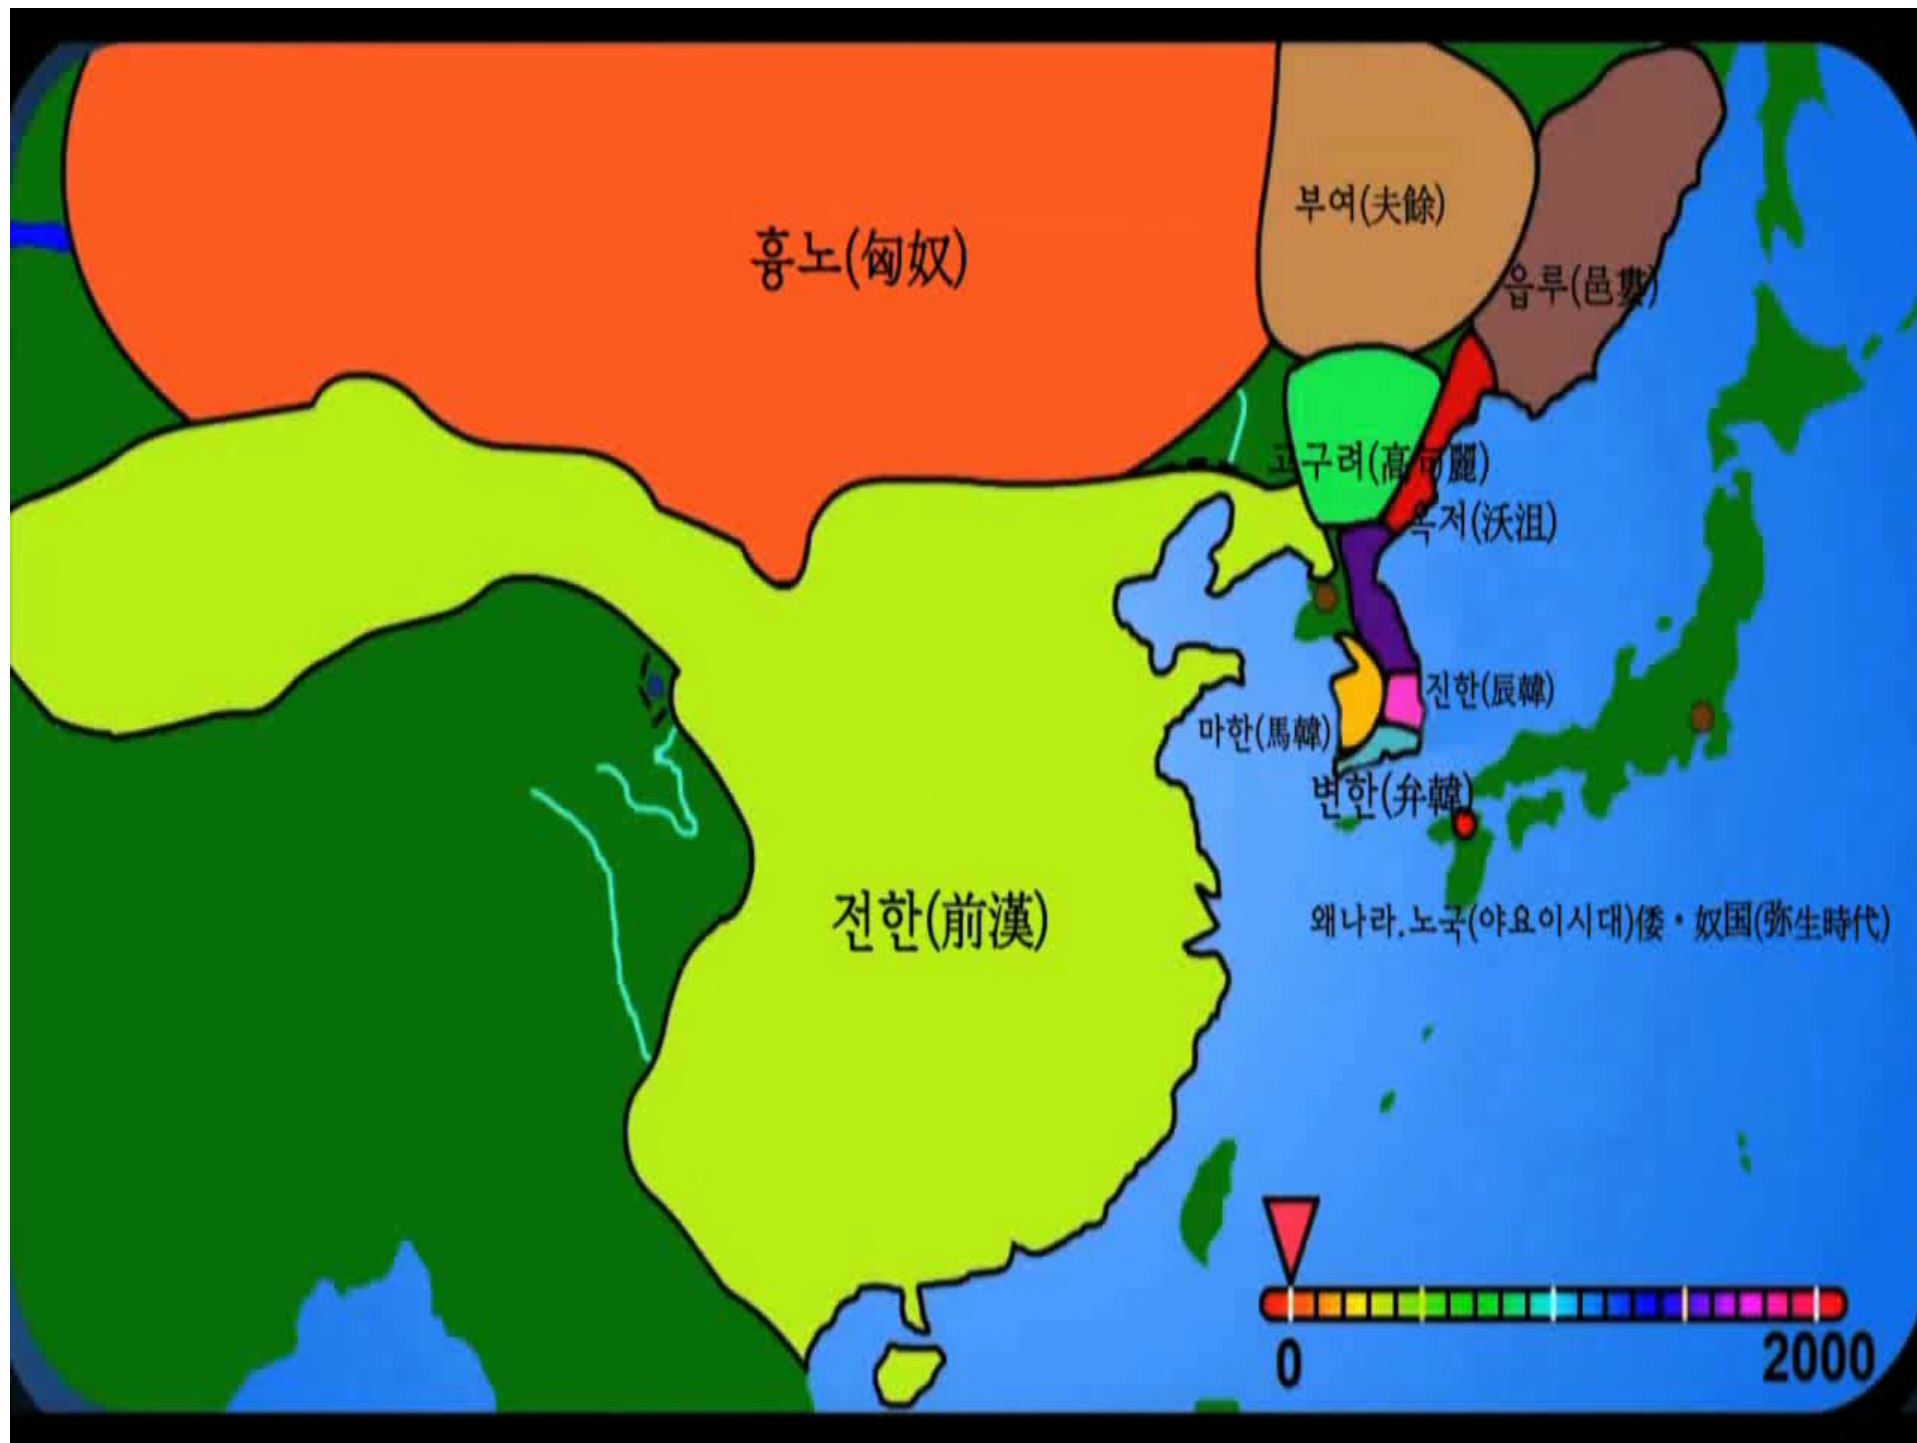 부여(夫餘)
흉노(匈奴)
읍루(邑婁)
고구려(高句麗)
옥저(沃沮)
진한(辰韓)
마한(馬韓)
변한(弁韓)
전한(前漢)
왜나라.노국(야요이시대)倭・奴国(弥生時代)
0
2000